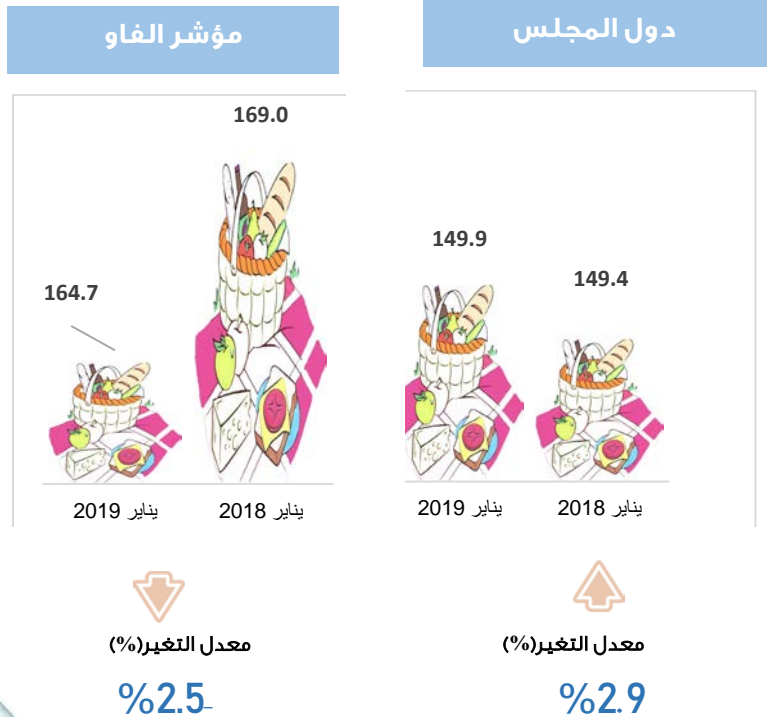 دول المجلس
149.9
149.4
يناير 2018
يناير 2019
معدل التغير(%)
%2.9
مؤشر الفاو
169.0
164.7
يناير 2018
يناير 2019
معدل التغير(%)
%2.5-